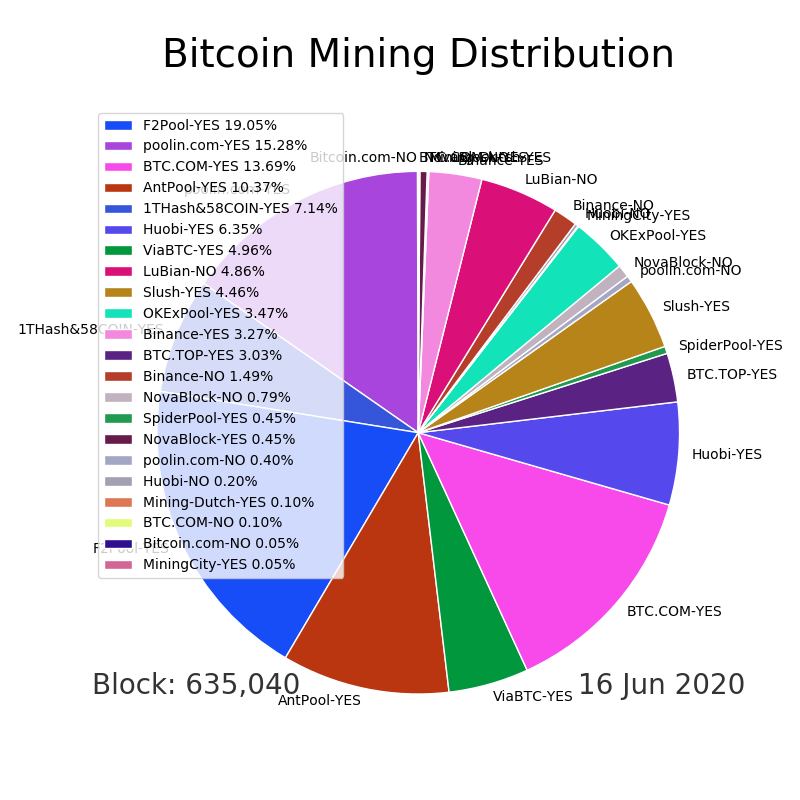 Bitcoin Mining Distribution
F2Pool-YES 19.05%
poolin.com-YES 15.28%
BTC.COM-YES 13.69%
AntPool-YES 10.37%
1THash&58COIN-YES 7.14%
Huobi-YES 6.35%
ViaBTC-YES 4.96%
LuBian-NO 4.86%
Slush-YES 4.46%
OKExPool-YES 3.47%
Binance-YES 3.27%
BTC.TOP-YES 3.03%
Binance-NO 1.49%
NovaBlock-NO 0.79%
SpiderPool-YES 0.45%
NovaBlock-YES 0.45%
poolin.com-NO 0.40%
Huobi-NO 0.20%
Mining-Dutch-YES 0.10%
BTC.COM-NO 0.10%
Bitcoin.com-NO 0.05%
MiningCity-YES 0.05%
Bitcoin.com-NO
Binance-YES
LuBian-NO
Binance-NO
Huobi-NO
MiningCity-YES
OKExPool-YES
NovaBlock-NO
poolin.com-NO
Slush-YES
SpiderPool-YES
BTC.TOP-YES
Huobi-YES
BTC.COM-YES
ViaBTC-YES
AntPool-YES
F2Pool-YES
1THash&58COIN-YES
Block: 635,040
16 Jun 2020